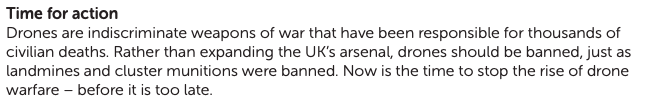 Time for action
Drones are indiscriminate weapons of war that have been responsible for thousands of
civilian deaths. Rather than expanding the UK's arsenal, drones should be banned, just as
landmines and cluster munitions were banned. Now is the time to stop the rise of drone
warfare – before it is too late.